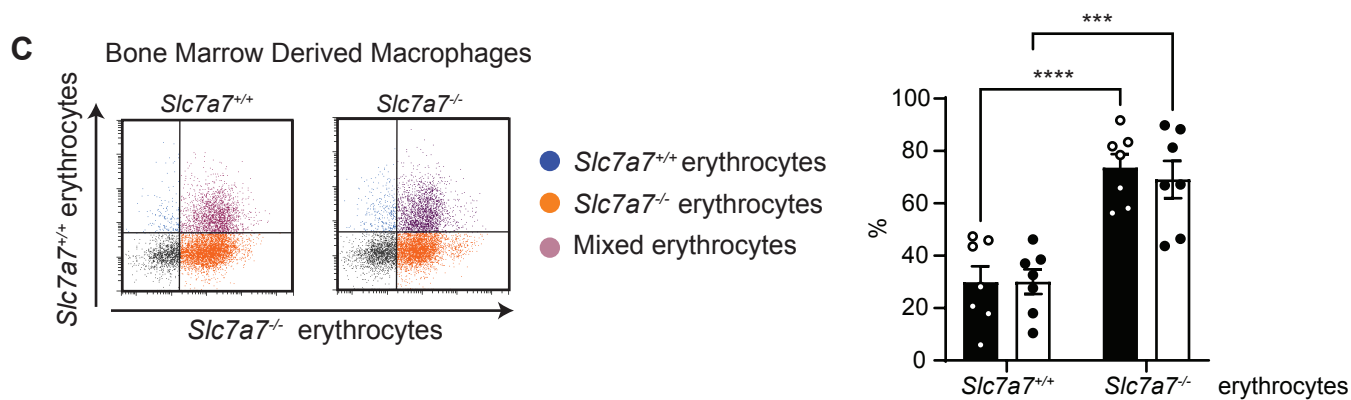 C
Bone Marrow Derived Macrophages
Slc7a7+/+
Slc7a7-/-
Slc7a7+/+ erythrocytes
Slc7a7-/- erythrocytes
Slc7a7+/+ erythrocytes
Slc7a7-/- erythrocytes
Mixed erythrocytes
***
****
%
100
80
60
40
20
0
Slc7a7+/+
Slc7a7-/-
erythrocytes